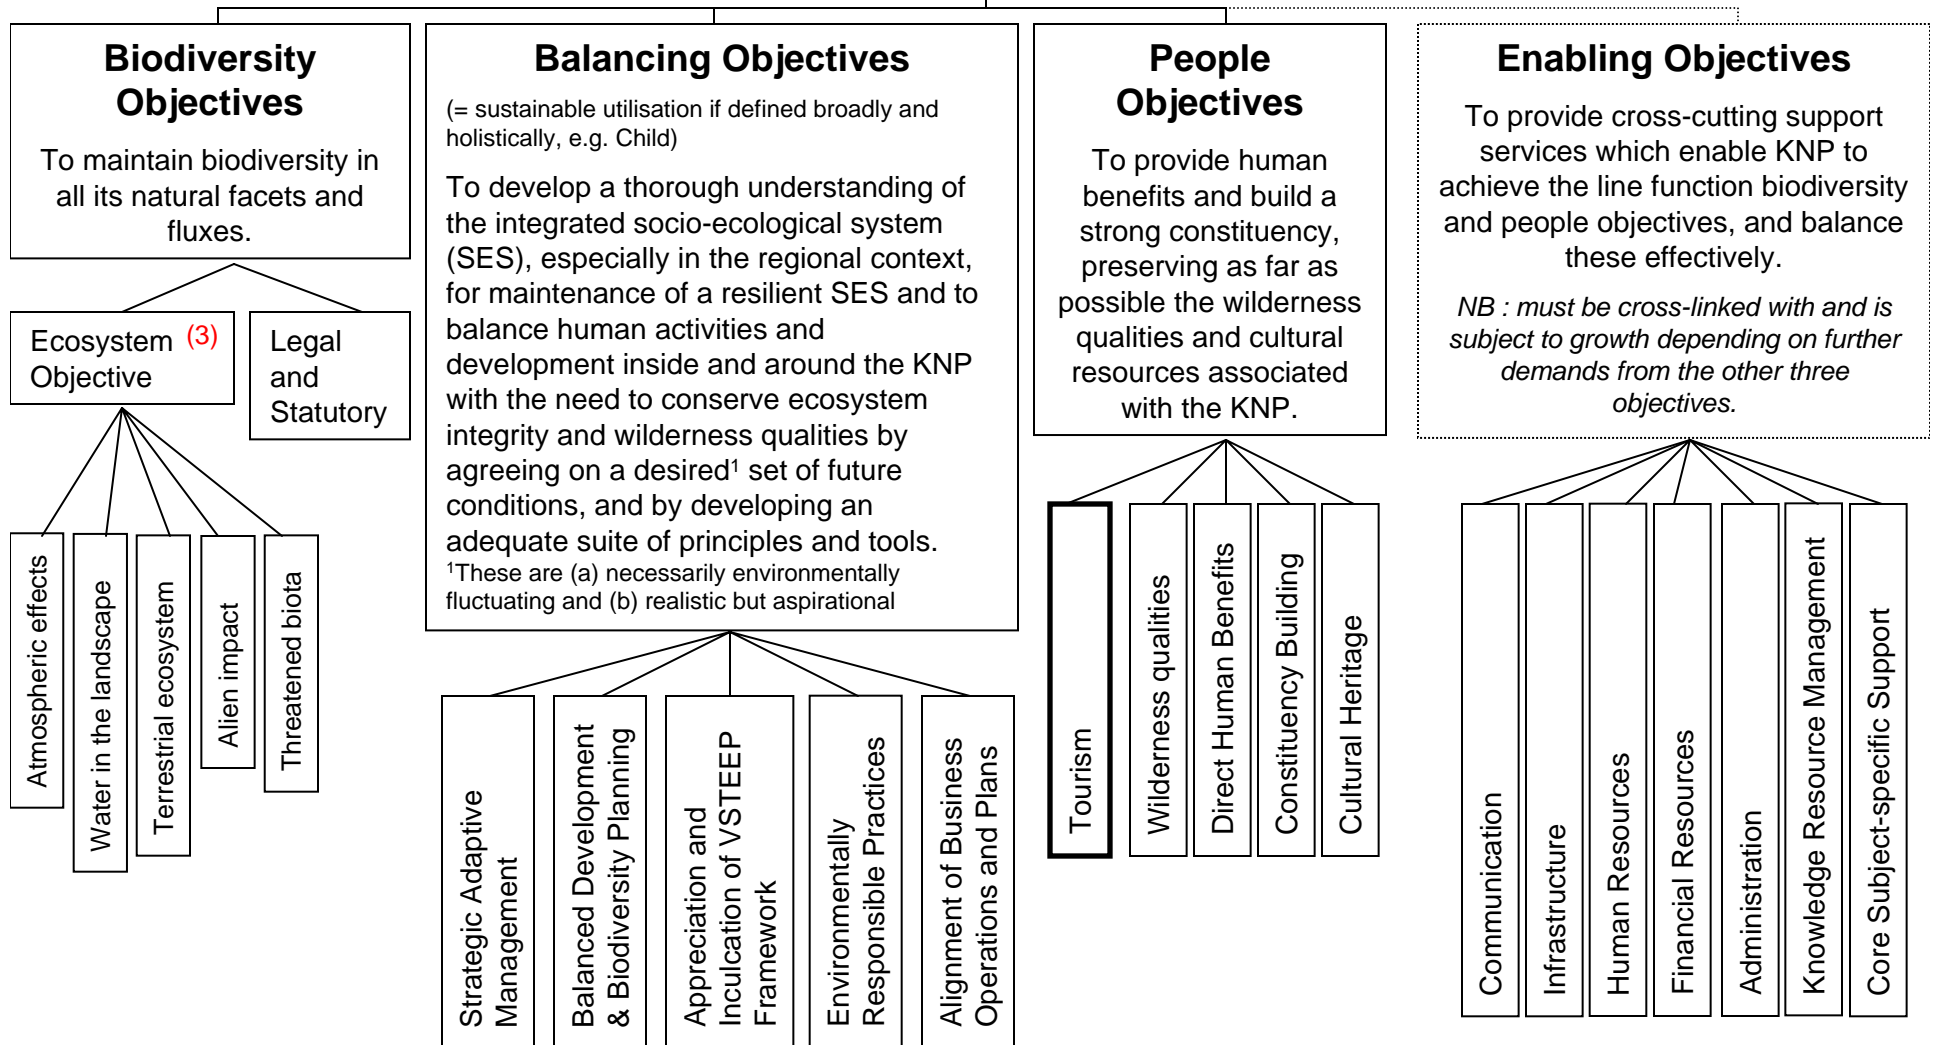 Biodiversity
Objectives
To maintain biodiversity in
all its natural facets and
fluxes.
Ecosystem (3)
Objective
Legal
and
Statutory
Atmospheric effects
Water in the landscape
Terrestrial ecosystem
Alien impact
Threatened biota
Balancing Objectives
(= sustainable utilisation if defined broadly and
holistically, e.g. Child)
To develop a thorough understanding of
the integrated socio-ecological system
(SES), especially in the regional context,
for maintenance of a resilient SES and to
balance human activities and
development inside and around the KNP
with the need to conserve ecosystem
integrity and wilderness qualities by
agreeing on a desired¹ set of future
conditions, and by developing an
adequate suite of principles and tools.
¹These are (a) necessarily environmentally
fluctuating and (b) realistic but aspirational
Strategic Adaptive
Management
Balanced Development
& Biodiversity Planning
Appreciation and
Inculcation of VSTEEP
Framework
Environmentally
Responsible Practices
Alignment of Business
Operations and Plans
People
Objectives
To provide human
benefits and build a
strong constituency,
preserving as far as
possible the wilderness
qualities and cultural
resources associated
with the KNP.
Tourism
Wilderness qualities
Direct Human Benefits
Constituency Building
Cultural Heritage
Enabling Objectives
To provide cross-cutting support
services which enable KNP to
achieve the line function biodiversity
and people objectives, and balance
these effectively.
NB : must be cross-linked with and is
subject to growth depending on further
demands from the other three
objectives.
Communication
Infrastructure
Human Resources
Financial Resources
Administration
Knowledge Resource Management
Core Subject-specific Support